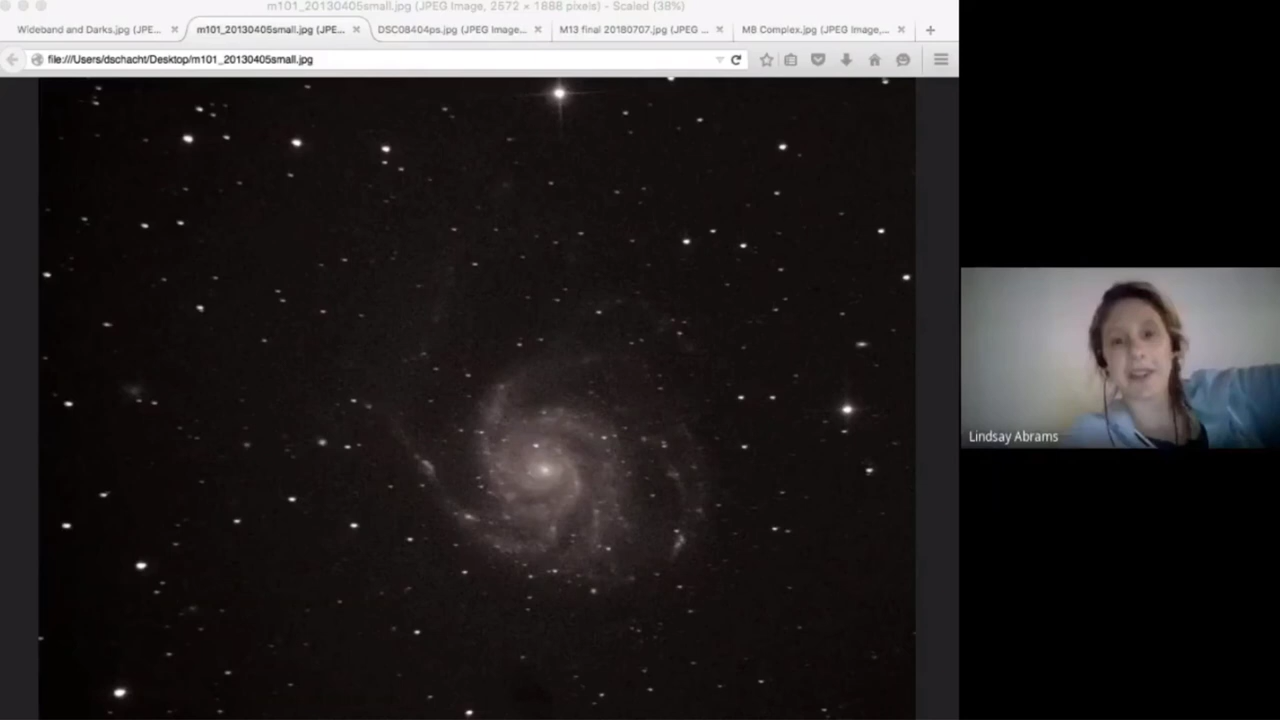 m101_20130405small.jpg (JPEG Image, 2572 × 1888 pixels) - Scaled (38%)
Wideband and Darks.jpg (JPE...
m101_20130405small.jpg (JPE...
DSC08404ps.jpg (JPEG Image...
M13 final 20180707.jpg (JPEG ...
M8 Complex.jpg (JPEG Image,...
file:///Users/dschacht/Desktop/m101_20130405small.jpg
Lindsay Abrams